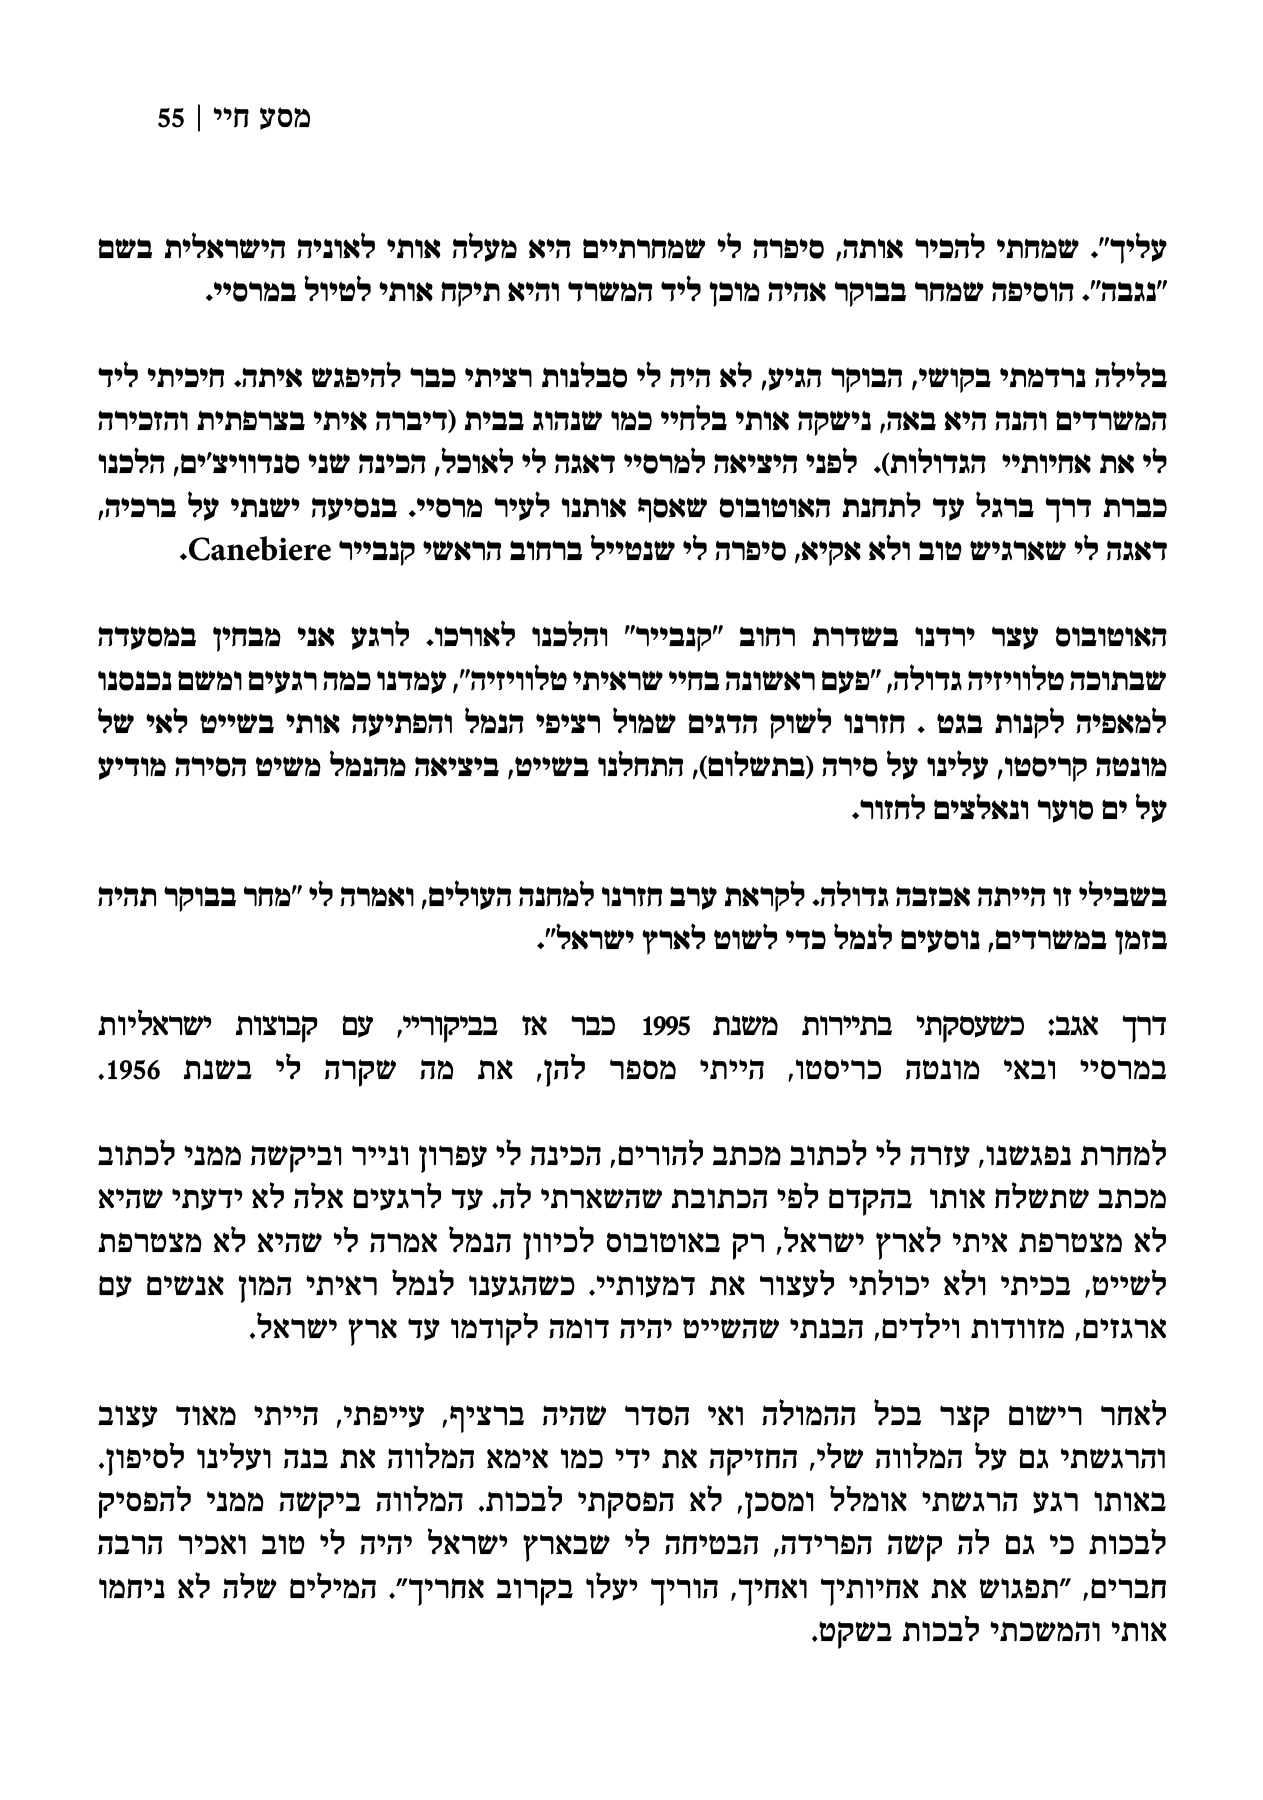 מסע חיי | 55
עליך". שמחתי להכיר אותה, סיפרה לי שמחרתיים היא מעלה אותי לאוניה הישראלית בשם
"נגבה". הוסיפה שמחר בבוקר אהיה מוכן ליד המשרד והיא תיקח אותי לטיול במרסיי.
בלילה נרדמתי בקושי, הבוקר הגיע, לא היה לי סבלנות רציתי כבר להיפגש איתה. חיכיתי ליד
המשרדים והנה היא באה, נישקה אותי בלחיי כמו שנהוג בבית (דיברה איתי בצרפתית והזכירה
לי את אחיותיי הגדולות). לפני היציאה למרסיי דאגה לי לאוכל, הכינה שני סנדוויצ'ים, הלכנו
כברת דרך ברגל עד לתחנת האוטובוס שאסף אותנו לעיר מרסיי. בנסיעה ישנתי על ברכיה,
דאגה לי שארגיש טוב ולא אקיא, סיפרה לי שנטייל ברחוב הראשי קנבייר Canebiere.
האוטובוס עצר ירדנו בשדרת רחוב "קנבייר" והלכנו לאורכו. לרגע אני מבחין במסעדה
שבתוכה טלוויזיה גדולה, "פעם ראשונה בחיי שראיתי טלוויזיה", עמדנו כמה רגעים ומשם נכנסנו
למאפיה לקנות בגט . חזרנו לשוק הדגים שמול רציפי הנמל והפתיעה אותי בשייט לאי של
מונטה קריסטו, עלינו על סירה (בתשלום), התחלנו בשייט, ביציאה מהנמל משיט הסירה מודיע
על ים סוער ונאלצים לחזור.
בשבילי זו הייתה אכזבה גדולה. לקראת ערב חזרנו למחנה העולים, ואמרה לי "מחר בבוקר תהיה
בזמן במשרדים, נוסעים לנמל כדי לשוט לארץ ישראל".
דרך אגב: כשעסקתי בתיירות משנת 1995 כבר אז בביקוריי, עם קבוצות ישראליות
במרסיי ובאי מונטה כריסטו, הייתי מספר להן, את מה שקרה לי בשנת 1956.
למחרת נפגשנו, עזרה לי לכתוב מכתב להורים, הכינה לי עפרון ונייר וביקשה ממני לכתוב
מכתב שתשלח אותו בהקדם לפי הכתובת שהשארתי לה. עד לרגעים אלה לא ידעתי שהיא
לא מצטרפת איתי לארץ ישראל, רק באוטובוס לכיוון הנמל אמרה לי שהיא לא מצטרפת
לשייט, בכיתי ולא יכולתי לעצור את דמעותיי. כשהגענו לנמל ראיתי המון אנשים עם
ארגזים, מזוודות וילדים, הבנתי שהשייט יהיה דומה לקודמו עד ארץ ישראל.
לאחר רישום קצר בכל ההמולה ואי הסדר שהיה ברציף, עייפתי, הייתי מאוד עצוב
והרגשתי גם על המלווה שלי, החזיקה את ידי כמו אימא המלווה את בנה ועלינו לסיפון.
באותו רגע הרגשתי אומלל ומסכן, לא הפסקתי לבכות. המלווה ביקשה ממני להפסיק
לבכות כי גם לה קשה הפרידה, הבטיחה לי שבארץ ישראל יהיה לי טוב ואכיר הרבה
חברים, "תפגוש את אחיותיך ואחיך, הוריך יעלו בקרוב אחריך". המילים שלה לא ניחמו
אותי והמשכתי לבכות בשקט.